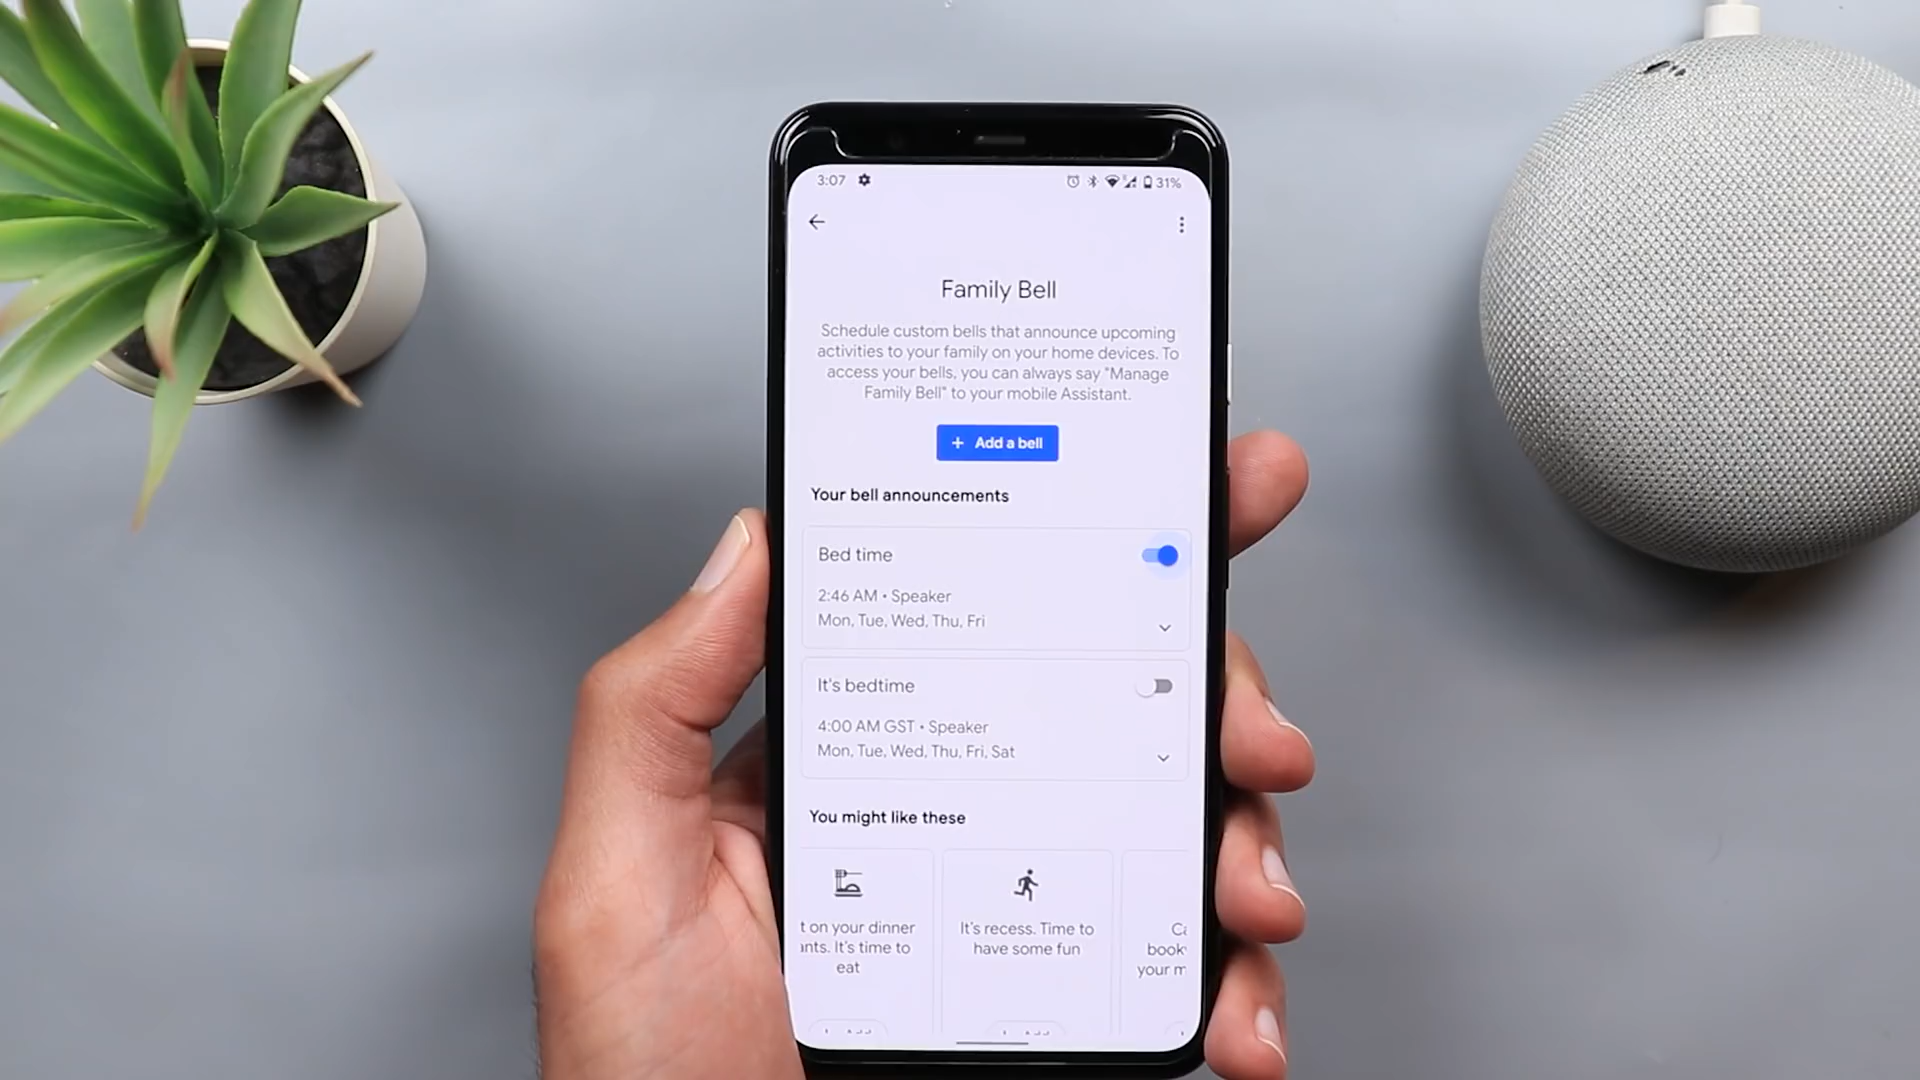 3:07
31%
Family Bell
Schedule custom bells that announce upcoming
activities to your family on your home devices. To
access your bells, you can always say "Manage
Family Bell" to your mobile Assistant.
+ Add a bell
Your bell announcements
Bed time
2:46 AM • Speaker
Mon, Tue, Wed, Thu, Fri
It's bedtime
4:00 AM GST • Speaker
Mon, Tue, Wed, Thu, Fri, Sat
You might like these
on your dinner
It's time to
eat
It's recess. Time to
have some fun
your